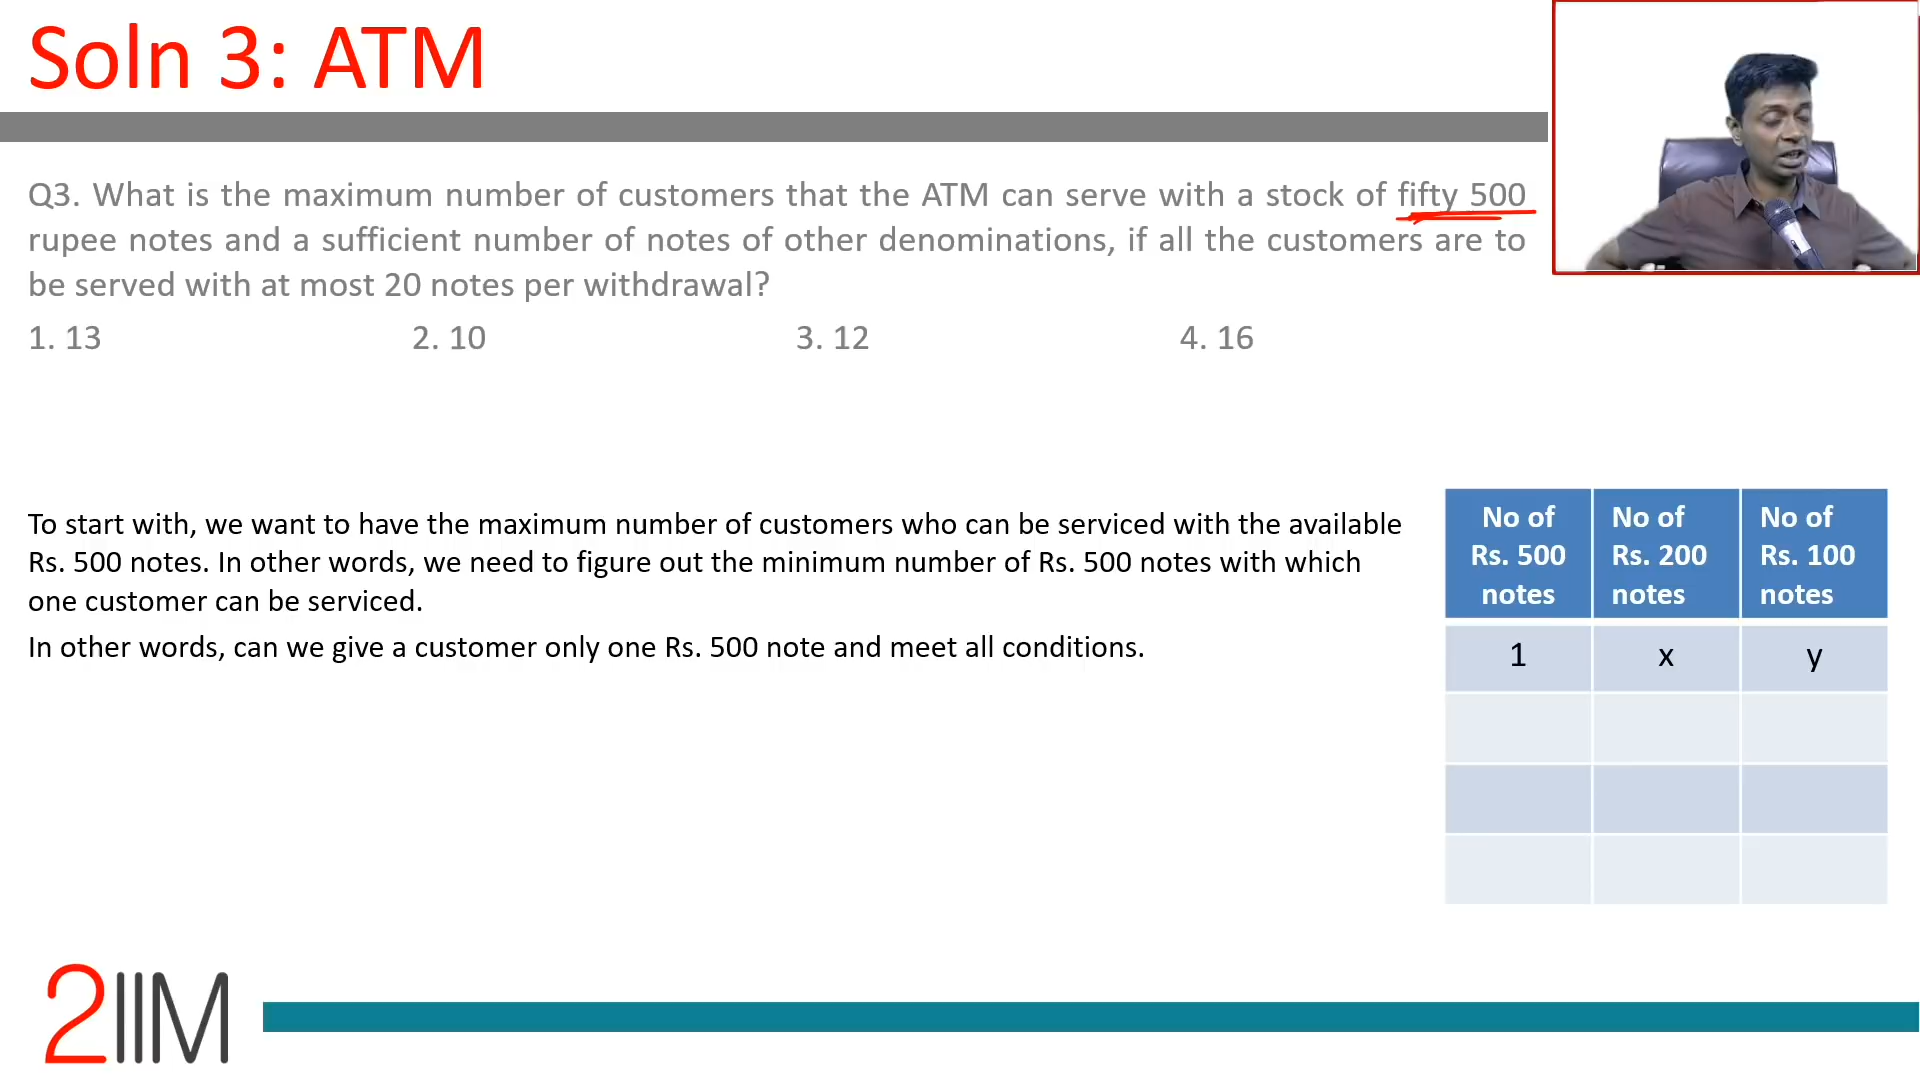 Soln 3: ATM
Q3. What is the maximum number of customers that the ATM can serve with a stock of fifty 500
rupee notes and a sufficient number of notes of other denominations, if all the customers are to
be served with at most 20 notes per withdrawal?
1. 13 2. 10 3. 12 4. 16
To start with, we want to have the maximum number of customers who can be serviced with the available
Rs. 500 notes. In other words, we need to figure out the minimum number of Rs. 500 notes with which
one customer can be serviced.
In other words, can we give a customer only one Rs. 500 note and meet all conditions.
No of No of No of
Rs. 500 Rs. 200 Rs. 100
notes notes notes
1 x y
2IIM